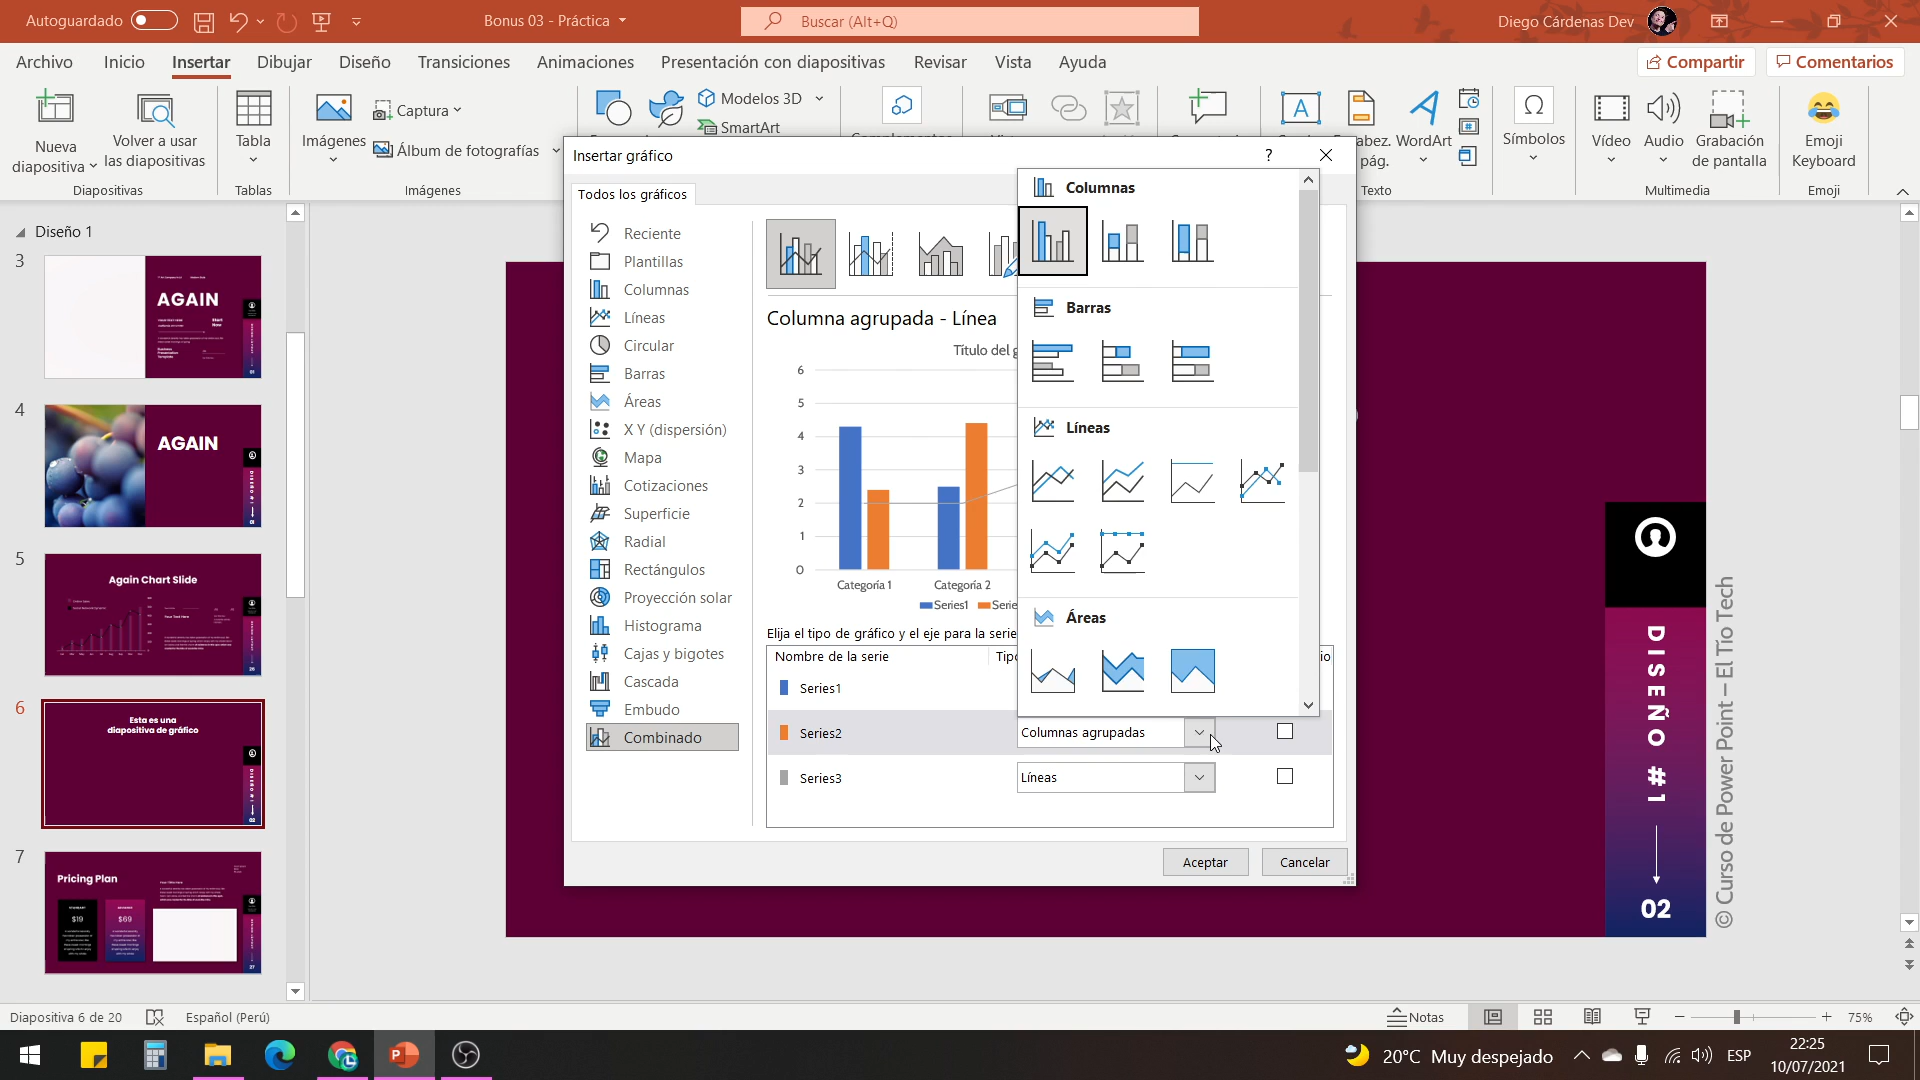 Autoguardado
Bonus 03 - Práctica
Buscar (Alt+Q)
Diego Cárdenas Dev
Archivo
Inicio
Insertar
Dibujar
Diseño
Transiciones
Animaciones
Presentación con diapositivas
Revisar
Vista
Ayuda
Compartir
Comentarios
Nueva
diapositiva
Volver a usar
las diapositivas
Diapositivas
Tabla
Tablas
Imágenes
Captura
Álbum de fotografías
Imágenes
Modelos 3D
SmartArt
abez.
pág.
WordArt
Texto
Símbolos
Vídeo
Audio
Grabación
de pantalla
Multimedia
Emoji
Keyboard
Emoji
Insertar gráfico
?
Todos los gráficos
Reciente
Plantillas
Columnas
Líneas
Circular
Barras
Áreas
X Y (dispersión)
Mapa
Cotizaciones
Superficie
Radial
Rectángulos
Proyección solar
Histograma
Cajas y bigotes
Cascada
Embudo
Combinado
Columna agrupada - Línea
Título del g
6
5
4
3
2
1
0
Categoría 1
Categoría 2
Series1
Serie
Elija el tipo de gráfico y el eje para la serie
Nombre de la serie
Tipo
io
Series1
Series2
Columnas agrupadas
Series3
Líneas
Aceptar
Cancelar
Columnas
Barras
Líneas
Áreas
Diseño 1
3
AGAIN
4
AGAIN
5
Again Chart Slide
6
Esta es una
diapositiva de gráfico
7
Pricing Plan
$19
$69
DISEÑO #1
02
© Curso de Power Point – El Tío Tech
Diapositiva 6 de 20
Español (Perú)
Notas
75%
20°C Muy despejado
ESP
22:25
10/07/2021